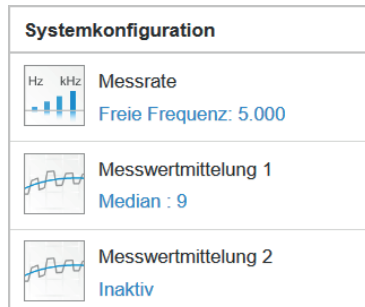 Systemkonfiguration
Hz kHz
Messrate
Freie Frequenz: 5.000
Messwertmittelung 1
Median : 9
Messwertmittelung 2
Inaktiv